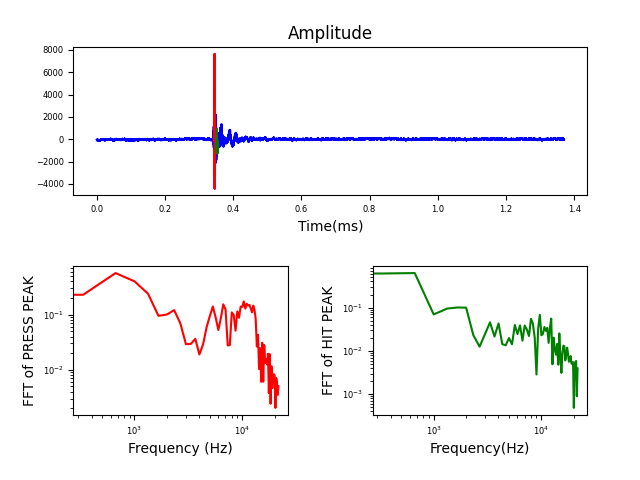 Amplitude
8000
6000
4000
2000
0
−2000
−4000
0.0 0.2 0.4 0.6 0.8 1.0 1.2 1.4
Time(ms)
FFT of PRESS PEAK
10⁻¹
10⁻²
10³ 10⁴
Frequency (Hz)
FFT of HIT PEAK
10⁻¹
10⁻²
10⁻³
10³ 10⁴
Frequency(Hz)